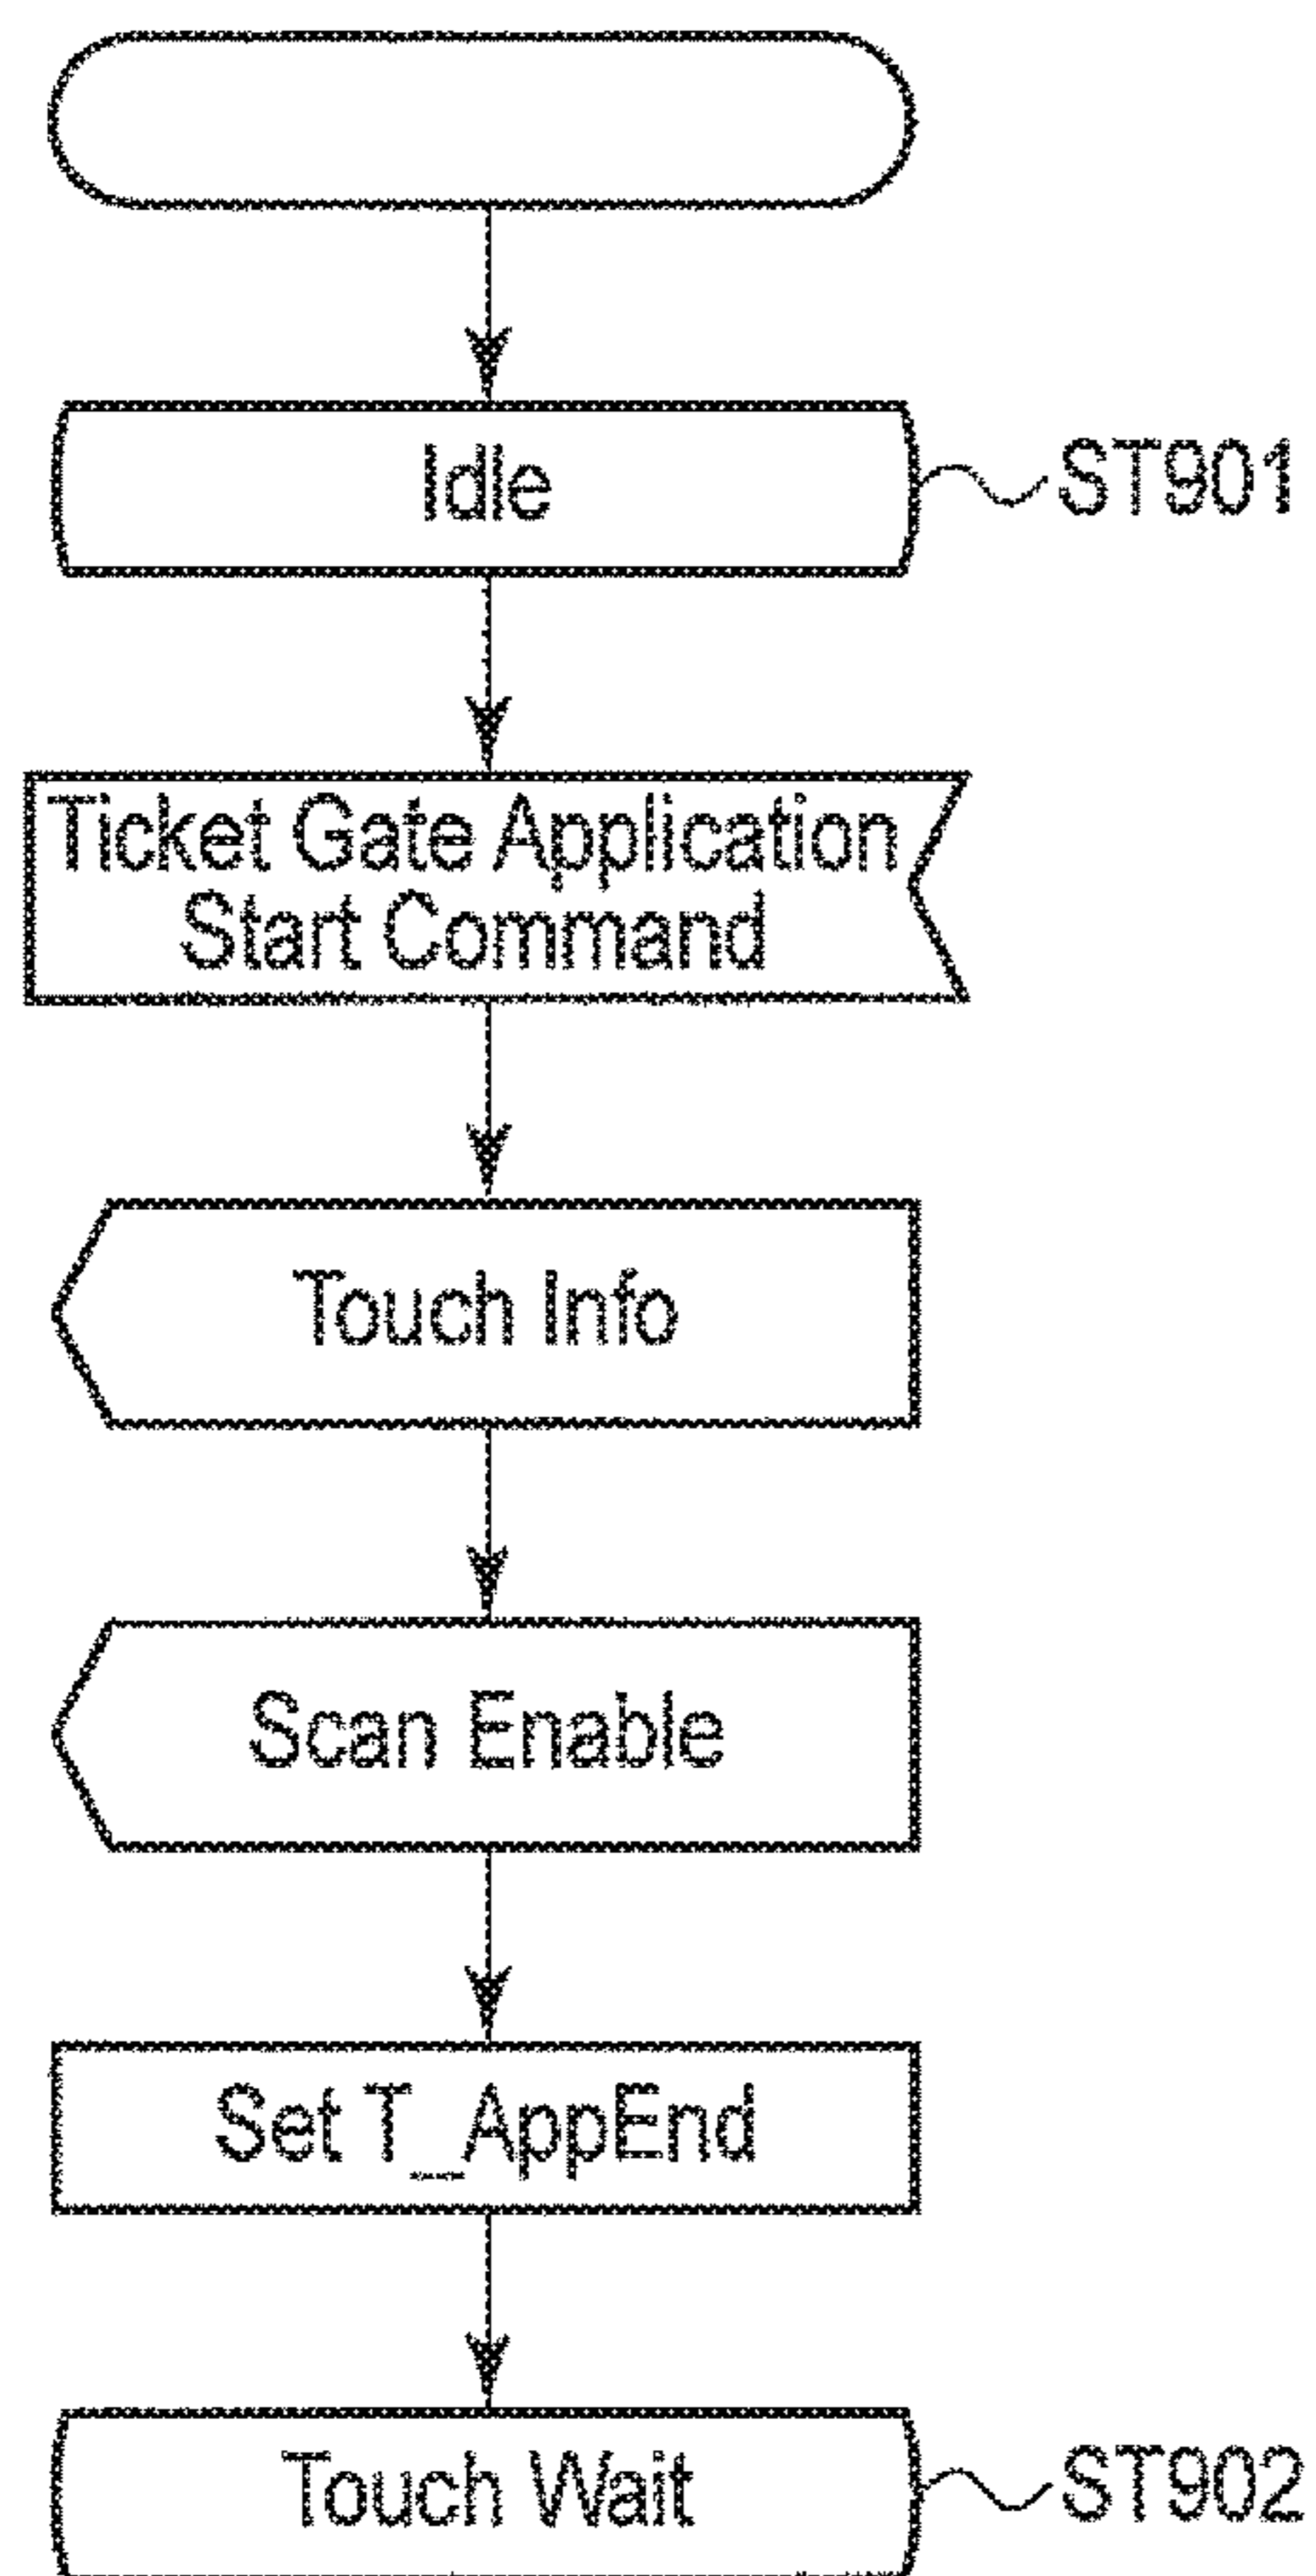 Idle
ST901
Ticket Gate Application
Start Command
Touch Info
Scan Enable
Set T_AppEnd
Touch Wait
ST902